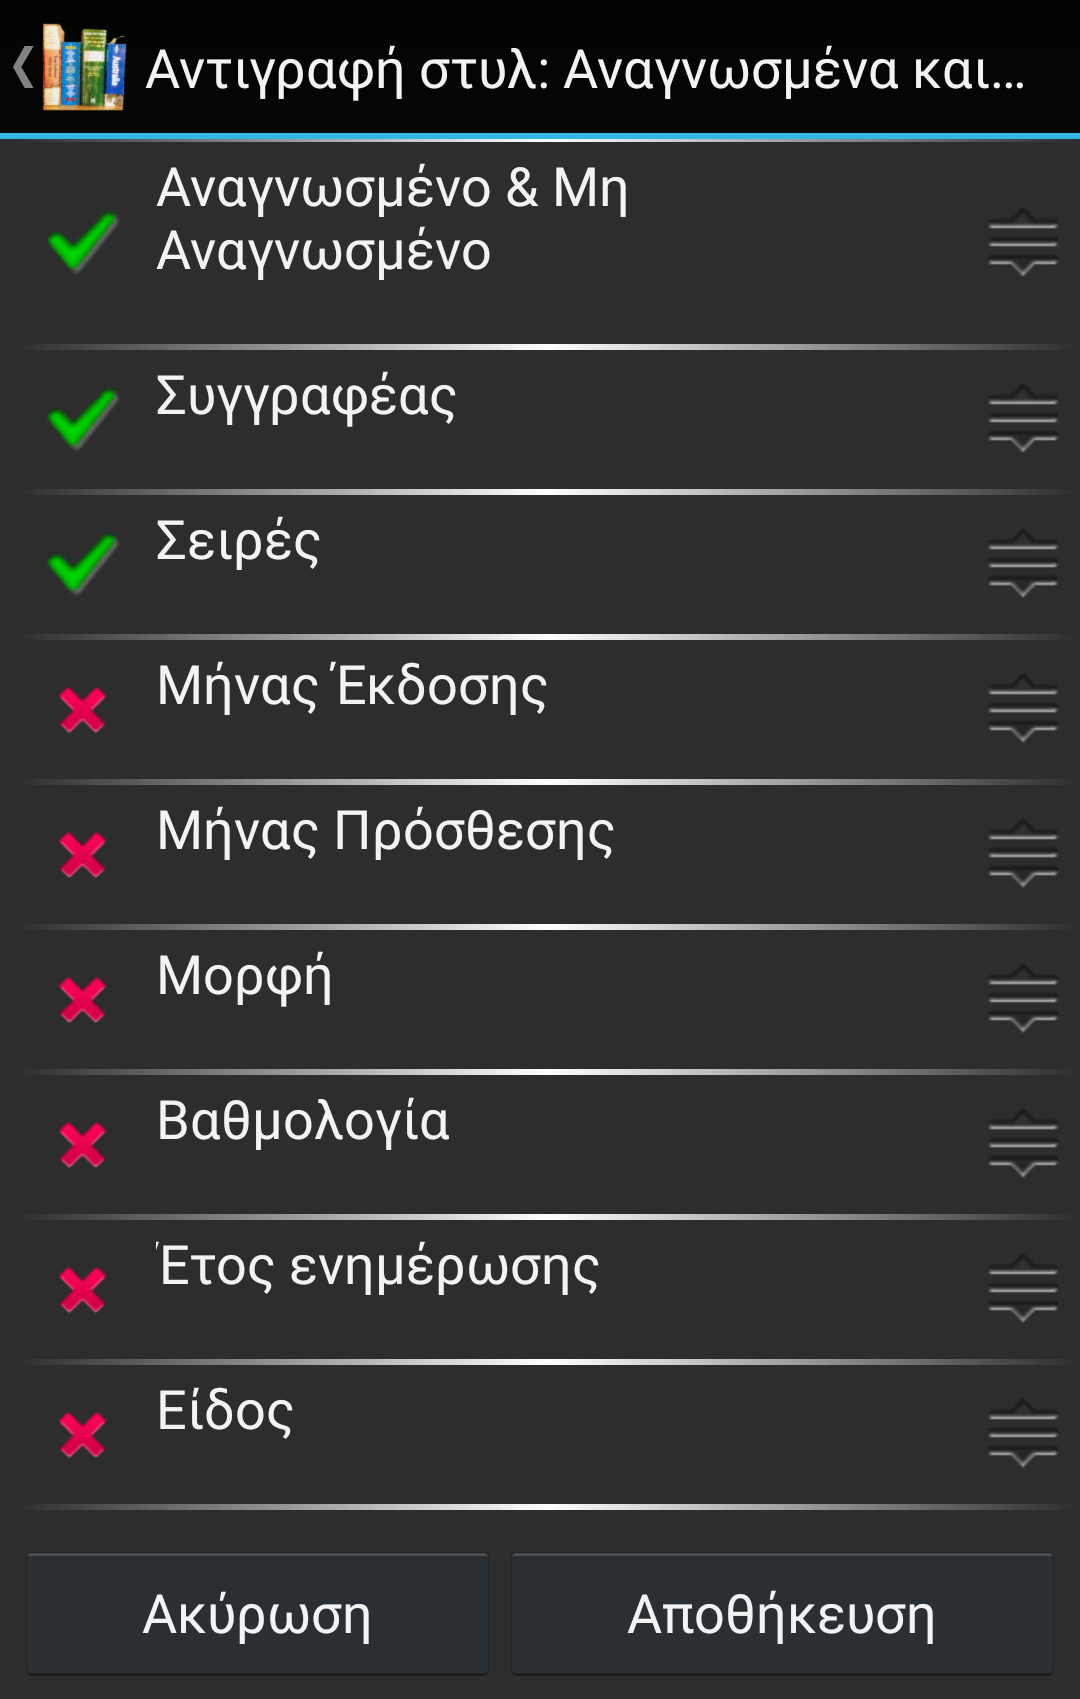 Αντιγραφή στυλ: Αναγνωσμένα και...
Αναγνωσμένο & Μη
Αναγνωσμένο
Συγγραφέας
Σειρές
Μήνας Έκδοσης
Μήνας Πρόσθεσης
Μορφή
Βαθμολογία
Έτος ενημέρωσης
Είδος
Ακύρωση
Αποθήκευση